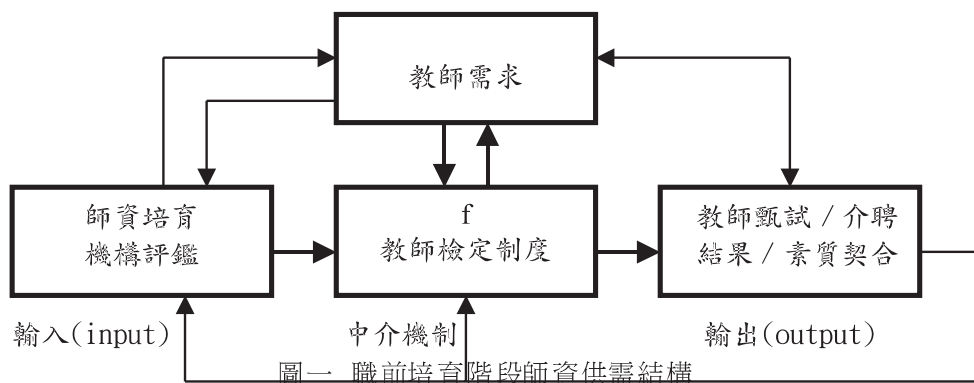 教師需求
師資培育
機構評鑑
f
教師檢定制度
教師甄試/介聘
結果/素質契合
輸入(input)
中介機制
輸出(output)
圖一 職前培育階段師資供需結構